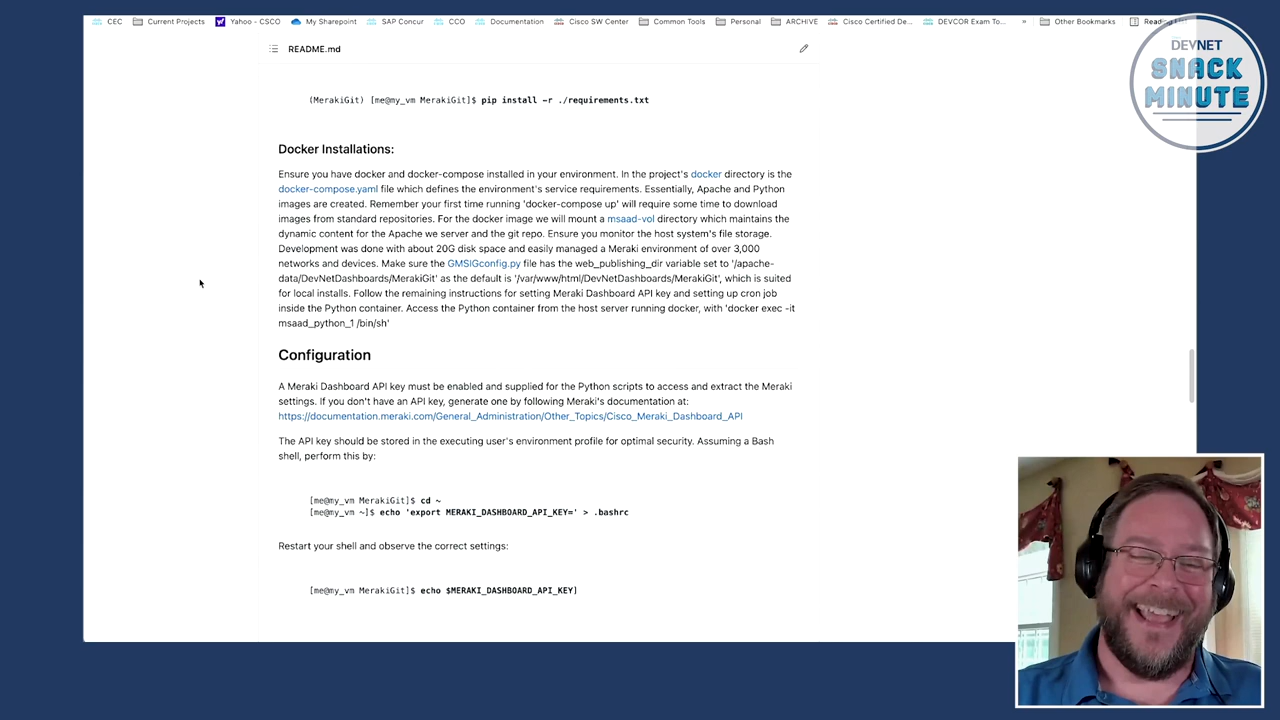 CEC Current Projects Yahoo - CSCO My Sharepoint SAP Concur CCO Documentation Cisco SW Center Common Tools Personal ARCHIVE Cisco Certified De... DEVCOR Exam To... » Other Bookmarks
DEVNET
SNACK
MINUTE
README.md
(MerakiGit) [me@my_vm MerakiGit]$ pip install -r ./requirements.txt
Docker Installations:
Ensure you have docker and docker-compose installed in your environment. In the project's docker directory is the
docker-compose.yaml file which defines the environment's service requirements. Essentially, Apache and Python
images are created. Remember your first time running 'docker-compose up' will require some time to download
images from standard repositories. For the docker image we will mount a msaad-vol directory which maintains the
dynamic content for the Apache we server and the git repo. Ensure you monitor the host system's file storage.
Development was done with about 20G disk space and easily managed a Meraki environment of over 3,000
networks and devices. Make sure the GMSIGconfig.py file has the web_publishing_dir variable set to '/apache-
data/DevNetDashboards/MerakiGit' as the default is '/var/www/html/DevNetDashboards/MerakiGit', which is suited
for local installs. Follow the remaining instructions for setting Meraki Dashboard API key and setting up cron job
inside the Python container. Access the Python container from the host server running docker, with 'docker exec -it
msaad_python_1 /bin/sh'
Configuration
A Meraki Dashboard API key must be enabled and supplied for the Python scripts to access and extract the Meraki
settings. If you don't have an API key, generate one by following Meraki's documentation at:
https://documentation.meraki.com/General_Administration/Other_Topics/Cisco_Meraki_Dashboard_API
The API key should be stored in the executing user's environment profile for optimal security. Assuming a Bash
shell, perform this by:
[me@my_vm MerakiGit]$ cd ~
[me@my_vm ~]$ echo 'export MERAKI_DASHBOARD_API_KEY=' > .bashrc
Restart your shell and observe the correct settings:
[me@my_vm MerakiGit]$ echo $MERAKI_DASHBOARD_API_KEY]